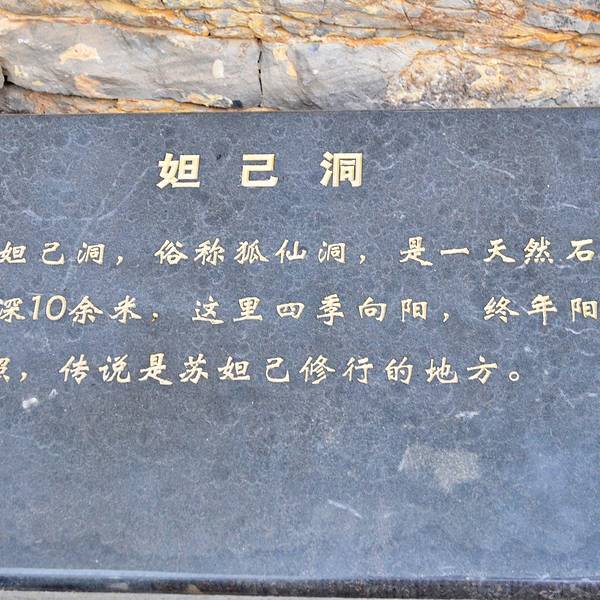 妲己洞
妲己洞，俗称狐仙洞，是一天然石
深10余米，这里四季向阳，终年阳
照，传说是苏妲己修行的地方。